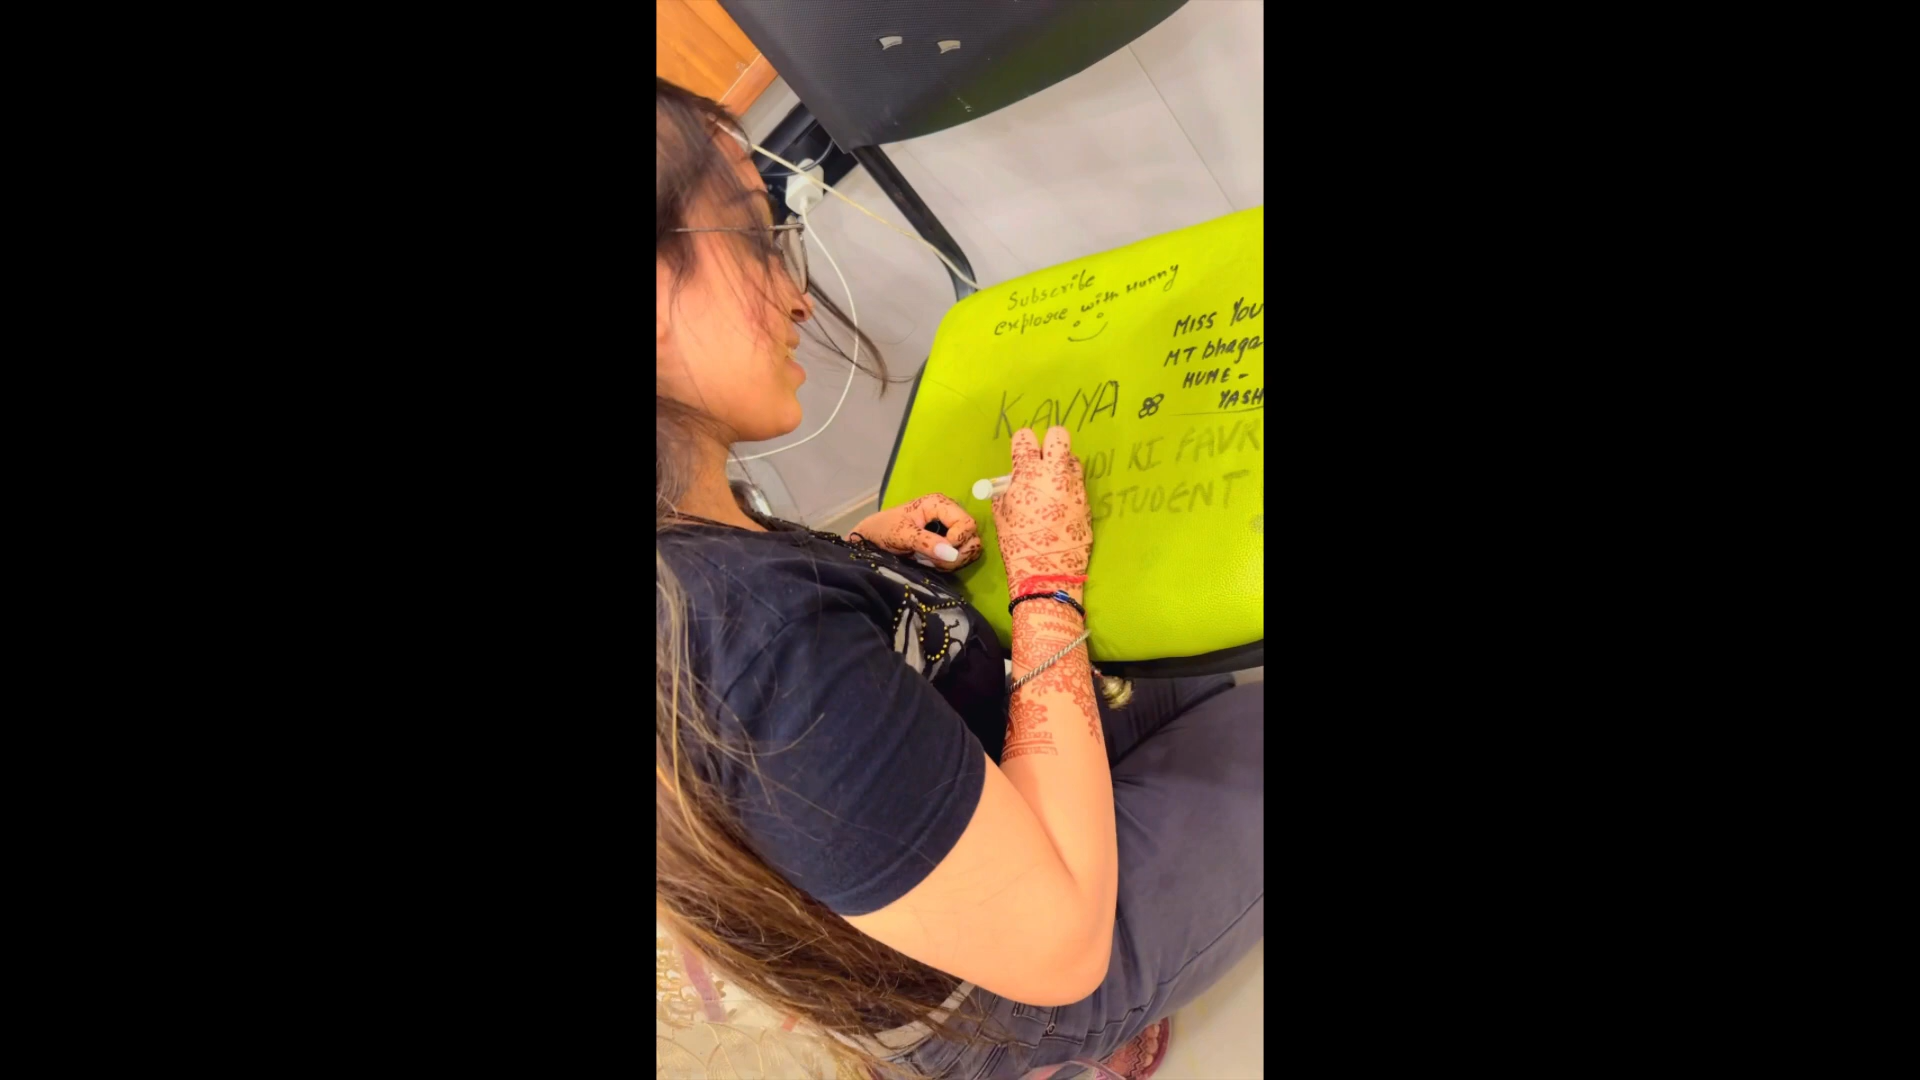 Subscribe
explore with Hunny
MISS YOU
MT bhaga
HUME -
YASH
KAVYA
DI KI FAVR
STUDENT